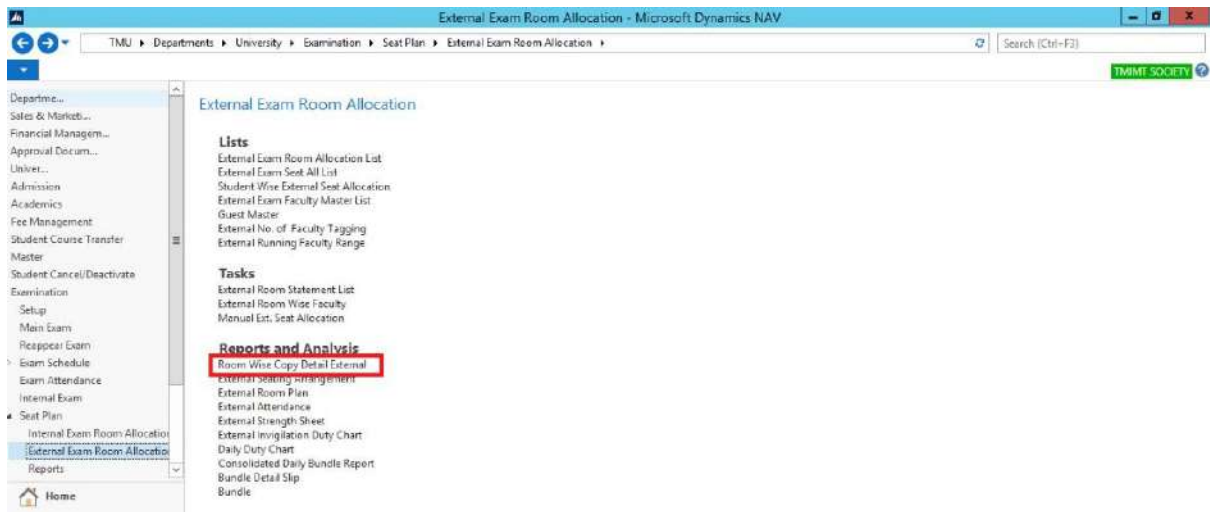 External Exam Room Allocation - Microsoft Dynamics NAV
TMU ▸ Departments ▸ University ▸ Examination ▸ Seat Plan ▸ External Exam Room Allocation ▸
Search (Ctrl+F3)
TMIMT SOCIETY
Departme...
Sales & Marketi...
Financial Managem...
Approval Docum...
Univer...
Admission
Academics
Fee Management
Student Course Transfer
Master
Student Cancel/Deactivate
Examination
Setup
Main Exam
Reappear Exam
Exam Schedule
Exam Attendance
Internal Exam
Seat Plan
Internal Exam Room Allocatio
External Exam Room Allocatio
Reports
Home
External Exam Room Allocation
Lists
External Exam Room Allocation List
External Exam Seat All List
Student Wise External Seat Allocation
External Exam Faculty Master List
Guest Master
External No. of Faculty Tagging
External Running Faculty Range
Tasks
External Room Statement List
External Room Wise Faculty
Manual Ext. Seat Allocation
Reports and Analysis
Room Wise Copy Detail External
External Seating Arrangement
External Room Plan
External Attendance
External Strength Sheet
External Invigilation Duty Chart
Daily Duty Chart
Consolidated Daily Bundle Report
Bundle Detail Slip
Bundle